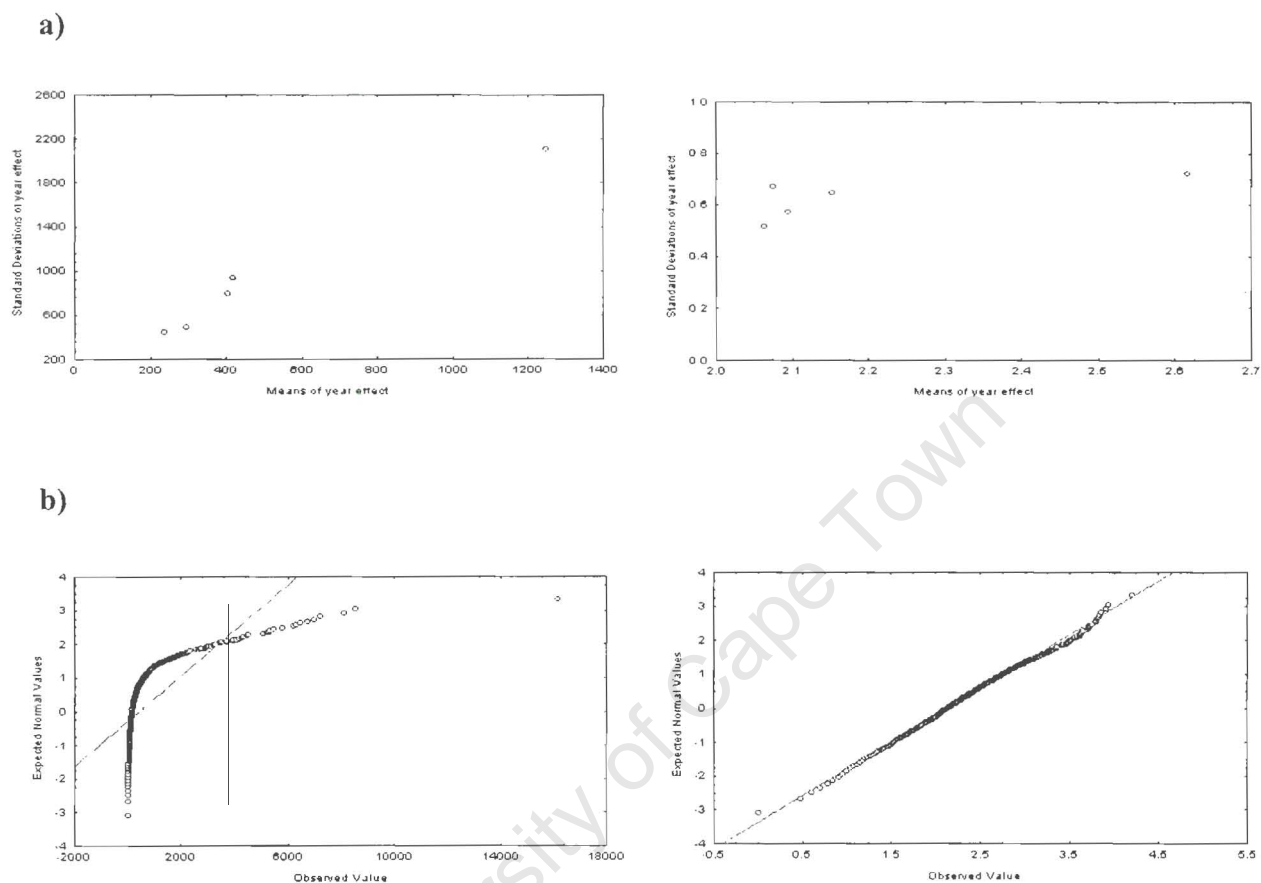 a)
2600
2200
1800
1400
1000
600
200
Standard Deviations of year effect
0 200 400 600 800 1000 1200 1400
Means of year effect
1.0
0.8
0.6
0.4
0.2
0.0
Standard Deviations of year effect
2.0 2.1 2.2 2.3 2.4 2.5 2.6 2.7
Means of year effect
b)
4
3
2
1
0
-1
-2
-3
-4
Expected Normal Values
-2000 2000 6000 10000 14000 18000
Observed Value
4
3
2
1
0
-1
-2
-3
-4
Expected Normal Values
-0.5 0.5 1.5 2.5 3.5 4.5 5.5
Observed Value
of Cape Town